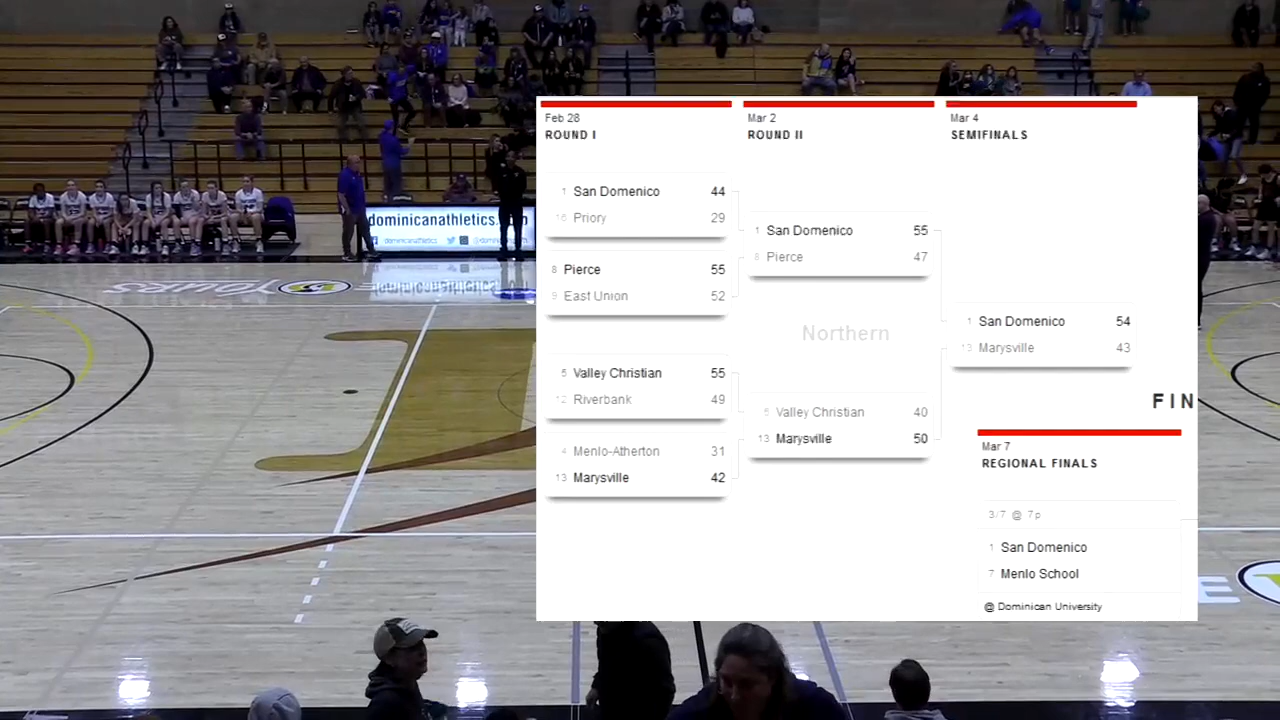 Feb 28
ROUND I
Mar 2
ROUND II
Mar 4
SEMIFINALS
1 San Domenico 44
16 Priory 29
8 Pierce 55
9 East Union 52
5 Valley Christian 55
12 Riverbank 49
4 Menlo-Atherton 31
13 Marysville 42
1 San Domenico 55
8 Pierce 47
Northern
5 Valley Christian 40
13 Marysville 50
1 San Domenico 54
13 Marysville 43
FIN
Mar 7
REGIONAL FINALS
3/7 @ 7p
1 San Domenico
7 Menlo School
@ Dominican University
dominicanathletics.com
dominicanathletics
YOURS
E